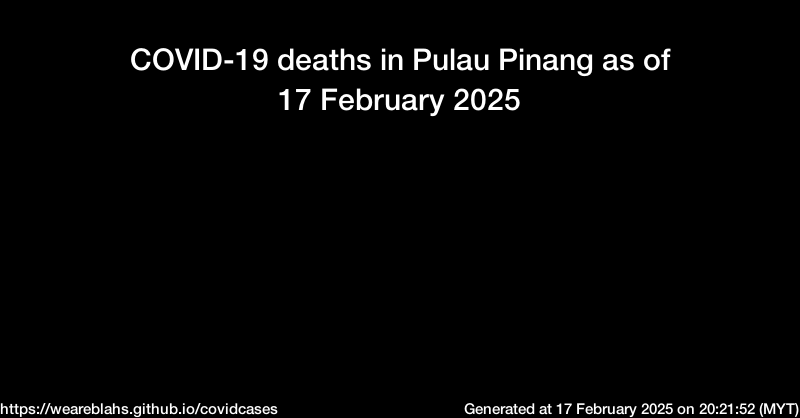 COVID-19 deaths in Pulau Pinang as of
17 February 2025
https://weareblahs.github.io/covidcases
Generated at 17 February 2025 on 20:21:52 (MYT)